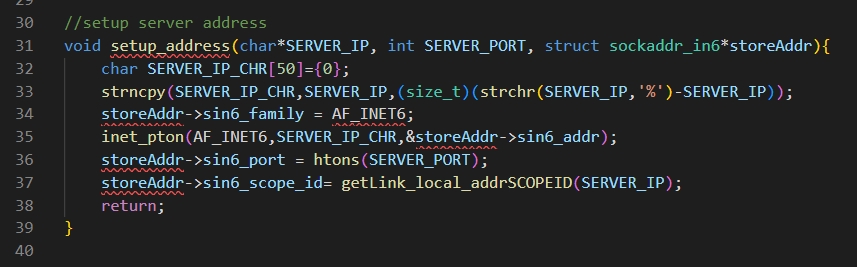 29
30 //setup server address
31 void setup_address(char*SERVER_IP, int SERVER_PORT, struct sockaddr_in6*storeAddr){
32 char SERVER_IP_CHR[50]={0};
33 strncpy(SERVER_IP_CHR,SERVER_IP,(size_t)(strchr(SERVER_IP,'%')-SERVER_IP));
34 storeAddr->sin6_family = AF_INET6;
35 inet_pton(AF_INET6,SERVER_IP_CHR,&storeAddr->sin6_addr);
36 storeAddr->sin6_port = htons(SERVER_PORT);
37 storeAddr->sin6_scope_id= getLink_local_addrSCOPEID(SERVER_IP);
38 return;
39 }
40